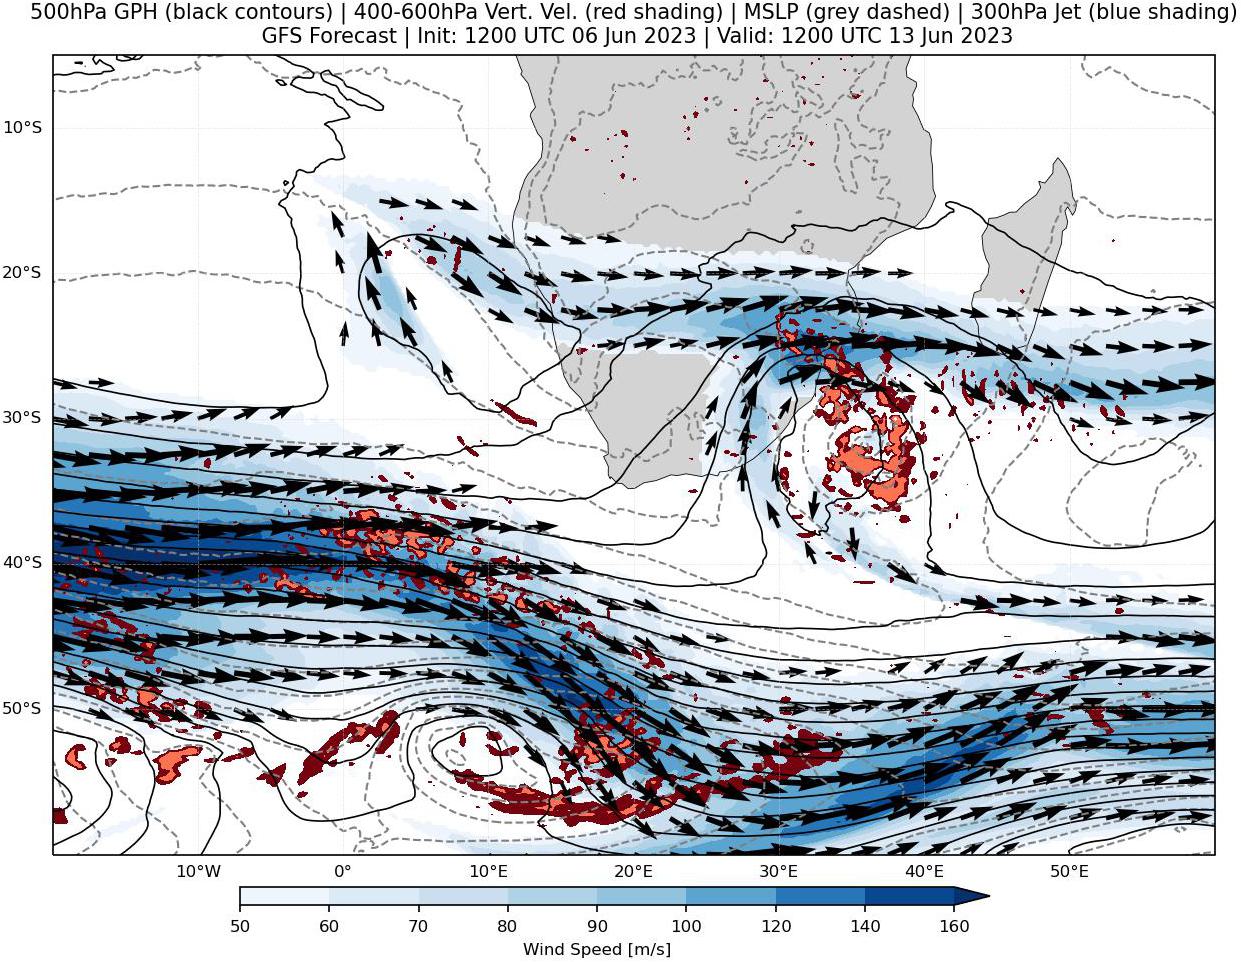 500hPa GPH (black contours) | 400-600hPa Vert. Vel. (red shading) | MSLP (grey dashed) | 300hPa Jet (blue shading)
GFS Forecast | Init: 1200 UTC 06 Jun 2023 | Valid: 1200 UTC 13 Jun 2023
10°S
20°S
30°S
40°S
50°S
10°W 0° 10°E 20°E 30°E 40°E 50°E
50 60 70 80 90 100 120 140 160
Wind Speed [m/s]